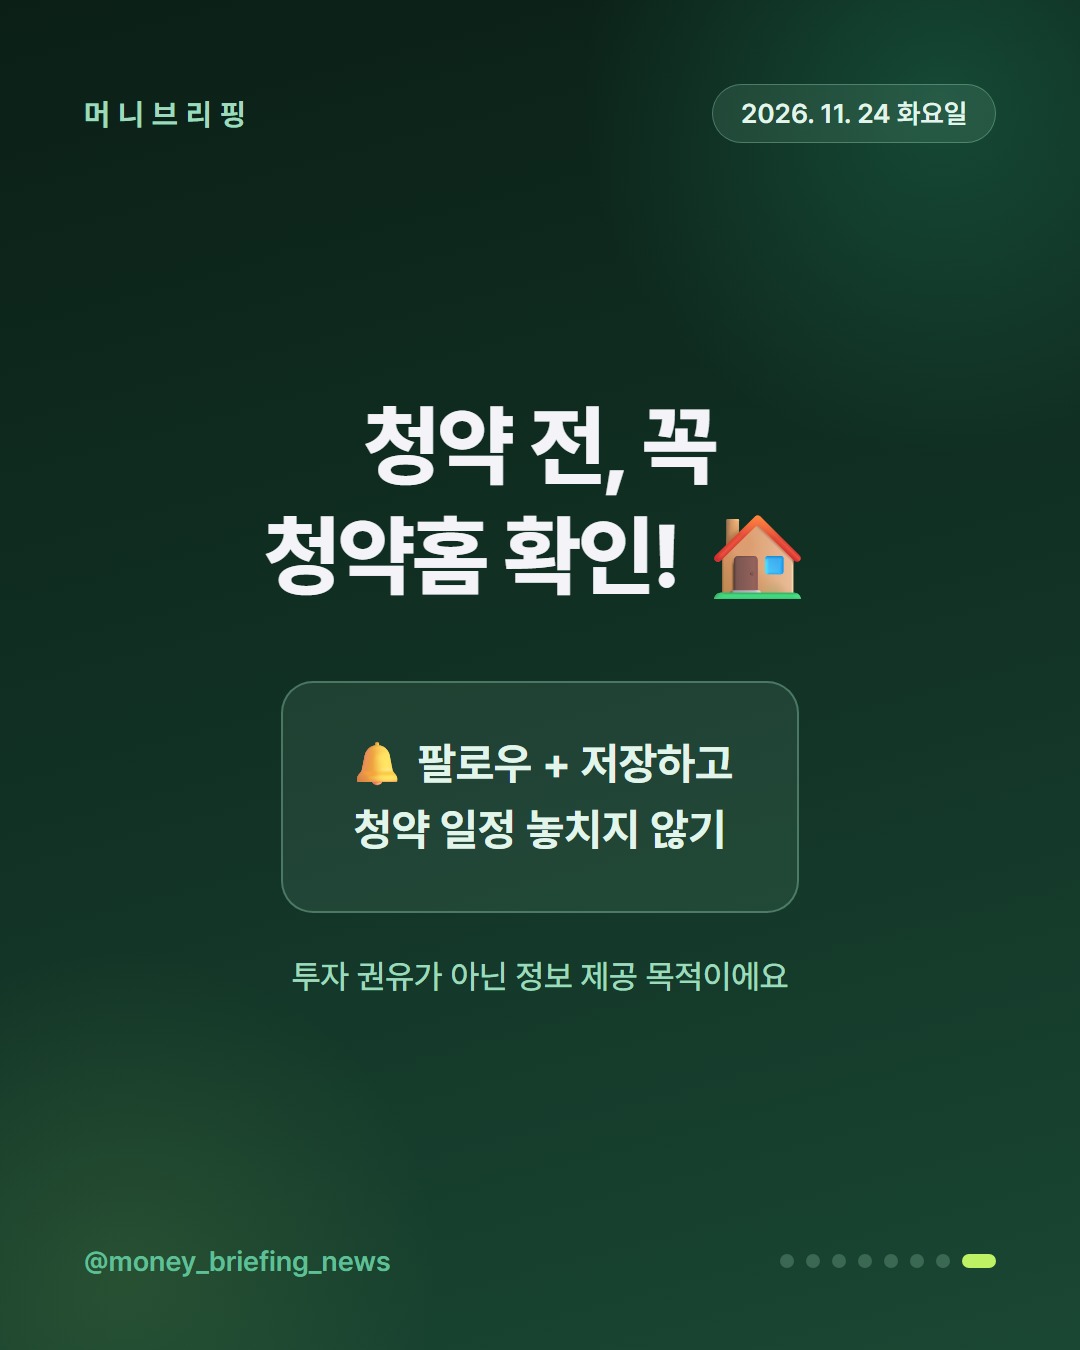 머니브리핑
2026. 11. 24 화요일
청약 전, 꼭
청약홈 확인! 🏠
🔔 팔로우 + 저장하고
청약 일정 놓치지 않기
투자 권유가 아닌 정보 제공 목적이에요
@money_briefing_news